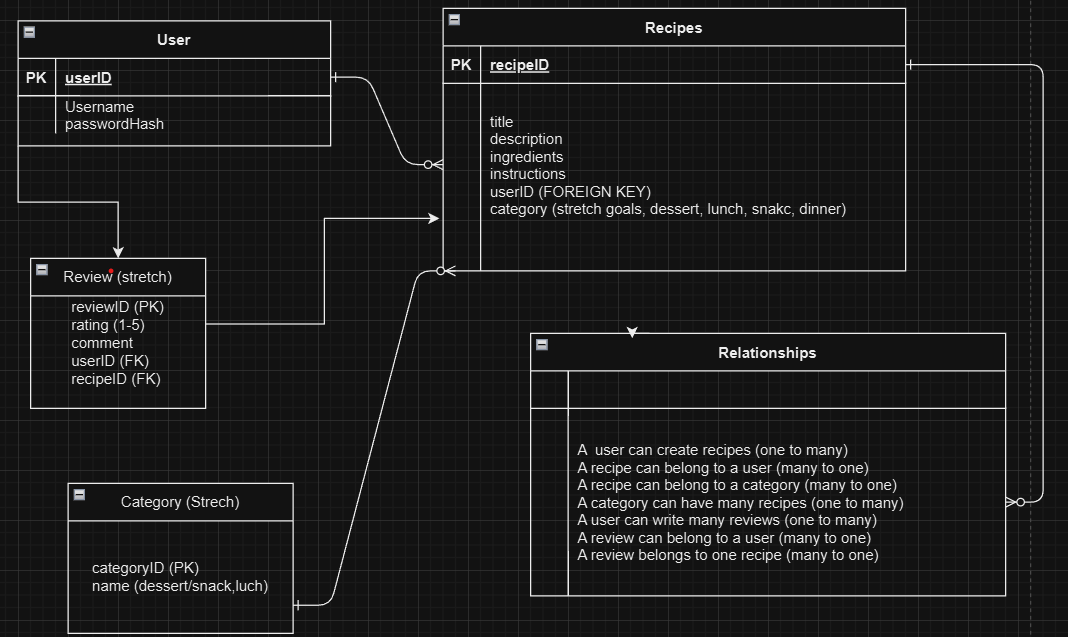 User
PK userID
Username
passwordHash
Recipes
PK recipeID
title
description
ingredients
instructions
userID (FOREIGN KEY)
category (stretch goals, dessert, lunch, snakc, dinner)
Review (stretch)
reviewID (PK)
rating (1-5)
comment
userID (FK)
recipeID (FK)
Relationships
A  user can create recipes (one to many)
A recipe can belong to a user (many to one)
A recipe can belong to a category (many to one)
A category can have many recipes (one to many)
A user can write many reviews (one to many)
A review can belong to a user (many to one)
A review belongs to one recipe (many to one)
Category (Strech)
categoryID (PK)
name (dessert/snack,luch)